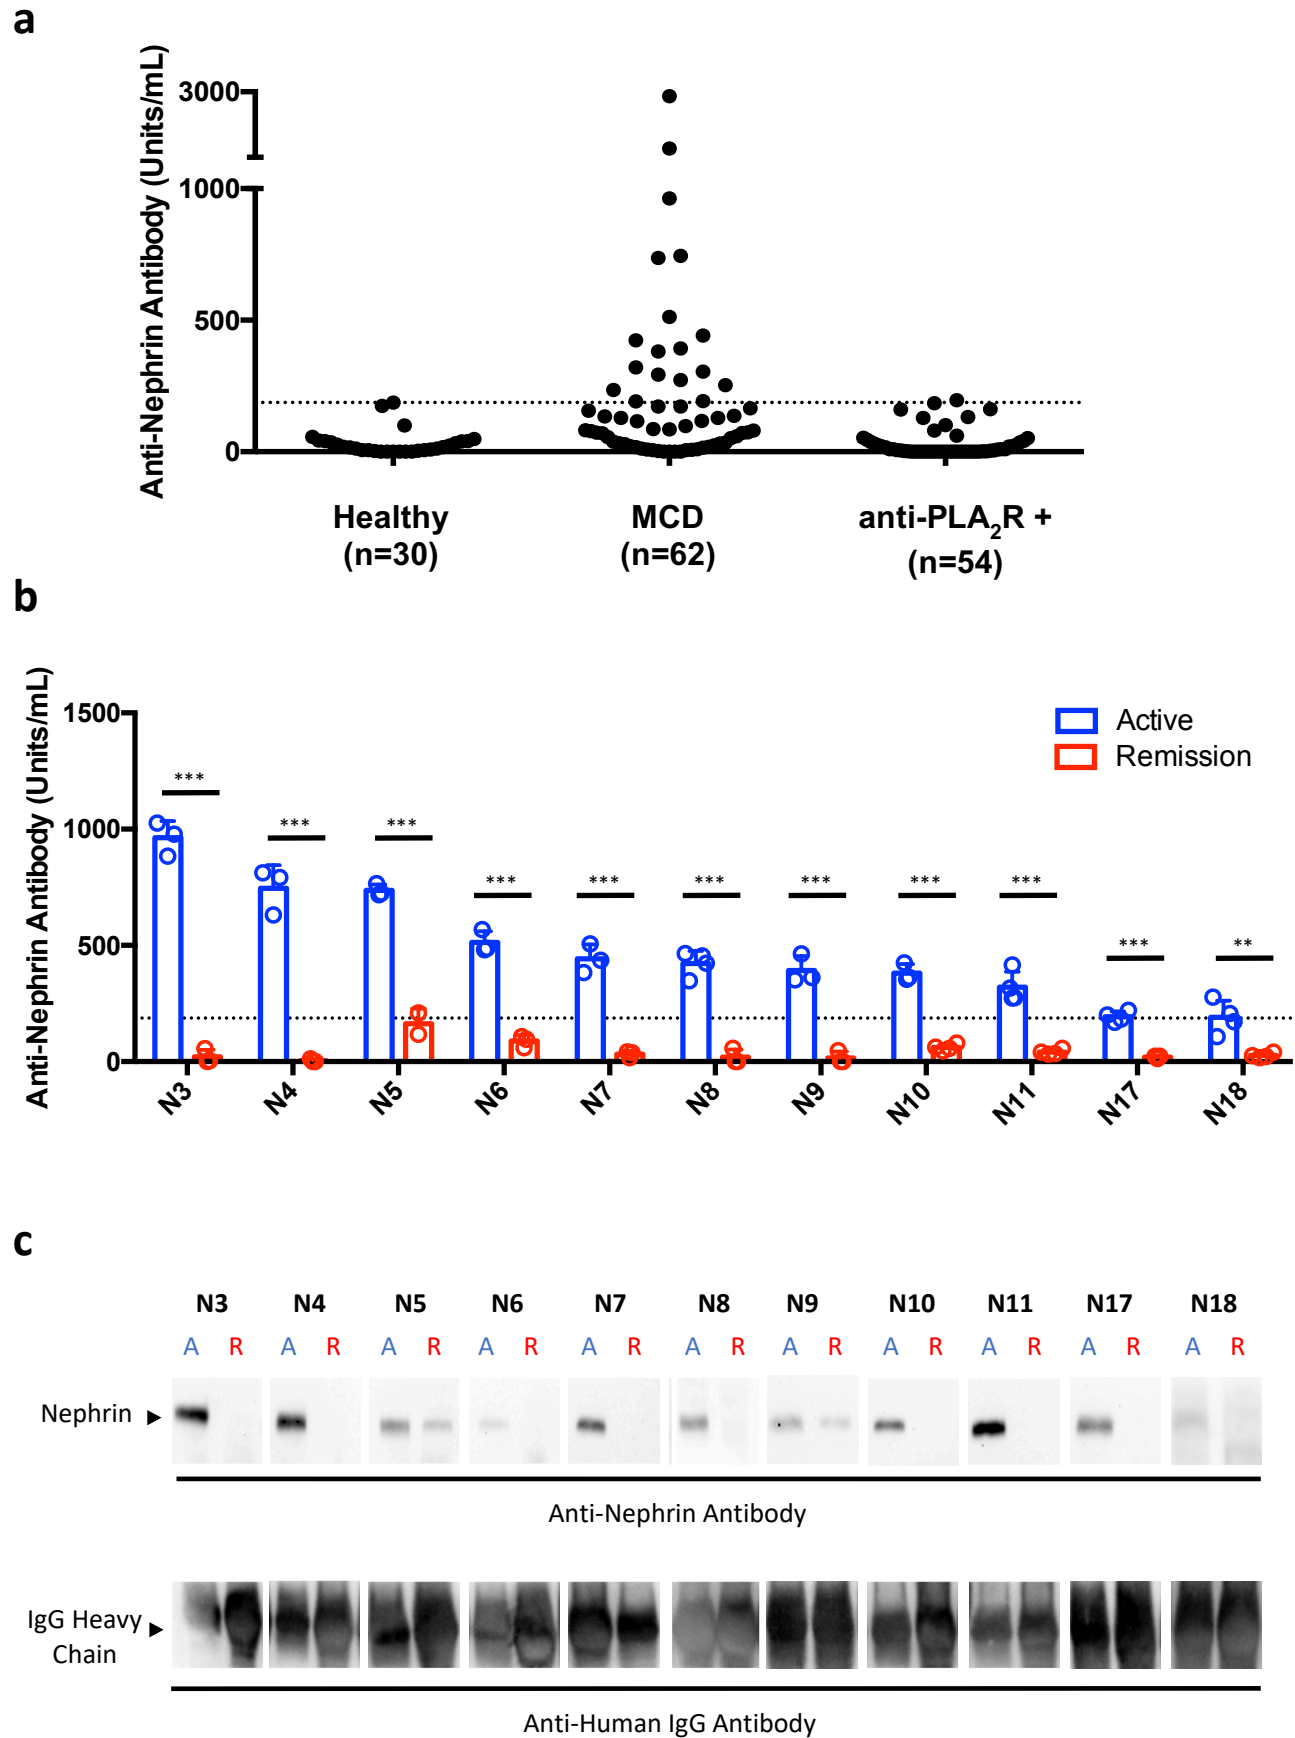 a
Anti-Nephrin Antibody (Units/mL)
3000
1000
500
0
Healthy
(n=30)
MCD
(n=62)
anti-PLA₂R +
(n=54)
b
Anti-Nephrin Antibody (Units/mL)
1500
1000
500
0
Active
Remission
***
***
***
***
***
***
***
***
***
***
**
N3
N4
N5
N6
N7
N8
N9
N10
N11
N17
N18
c
N3 N4 N5 N6 N7 N8 N9 N10 N11 N17 N18
A R A R A R A R A R A R A R A R A R A R A R
Nephrin
Anti-Nephrin Antibody
IgG Heavy
Chain
Anti-Human IgG Antibody